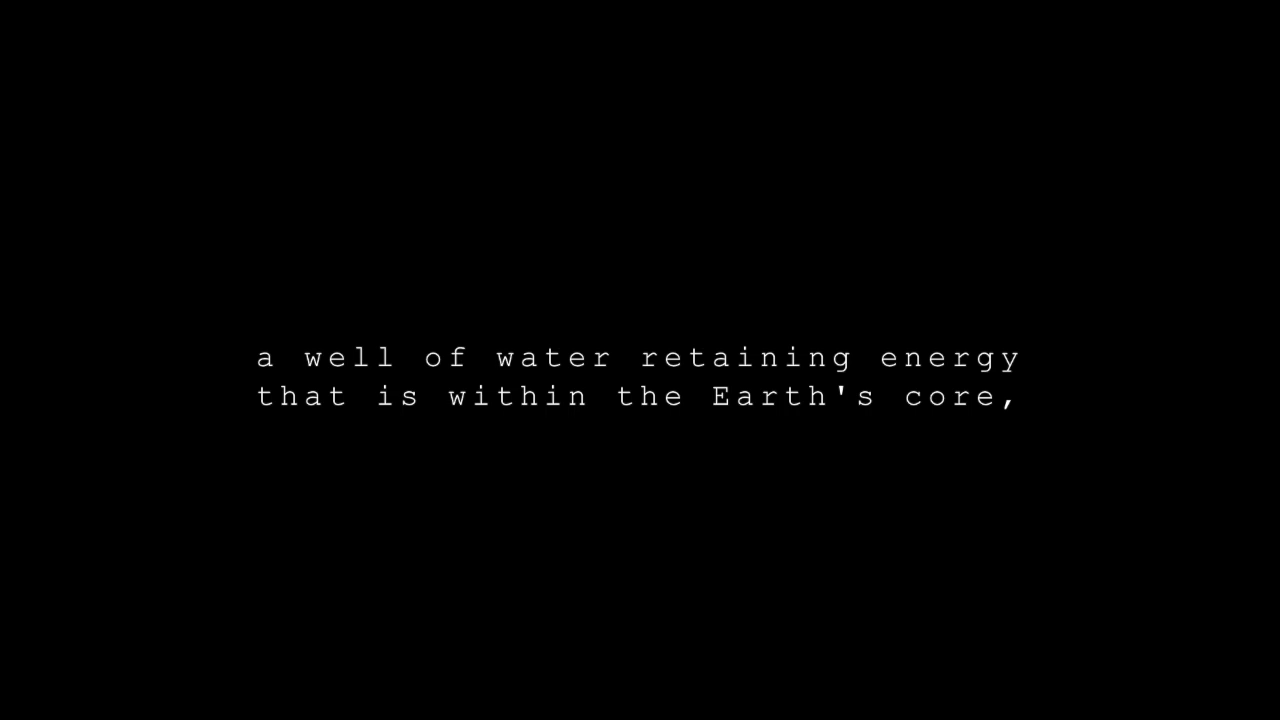 a well of water retaining energy
that is within the Earth's core,